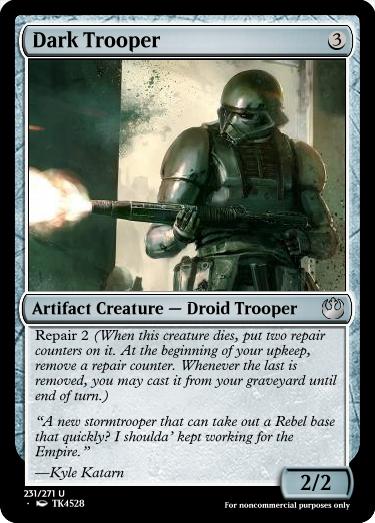 Dark Trooper 3
Artifact Creature — Droid Trooper
Repair 2 (When this creature dies, put two repair
counters on it. At the beginning of your upkeep,
remove a repair counter. Whenever the last is
removed, you may cast it from your graveyard until
end of turn.)
“A new stormtrooper that can take out a Rebel base
that quickly? I shoulda’ kept working for the
Empire.”
—Kyle Katarn
2/2
231/271 U
· TK4528
For noncommercial purposes only